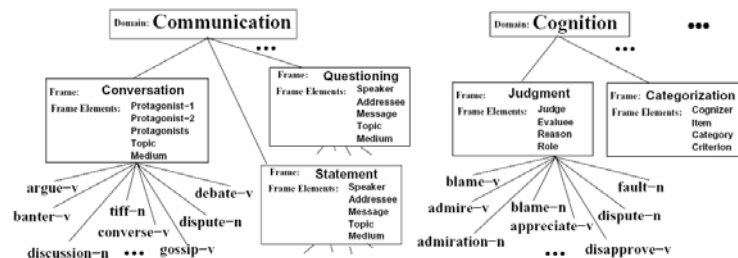 Domain: Communication
...
Frame: Conversation
Frame Elements: Protagonist-1
Protagonist-2
Protagonists
Topic
Medium
argue-v
banter-v
discussion-n
tiff-n
converse-v
...
gossip-v
dispute-n
debate-v
Frame: Questioning
Frame Elements: Speaker
Addressee
Message
Topic
Medium
Frame: Statement
Frame Elements: Speaker
Addressee
Message
Topic
Medium
Domain: Cognition
...
...
Frame: Judgment
Frame Elements: Judge
Evaluee
Reason
Role
blame-v
admire-v
admiration-n
blame-n
appreciate-v
...
disapprove-v
dispute-n
fault-n
Frame: Categorization
Frame Elements: Cognizer
Item
Category
Criterion